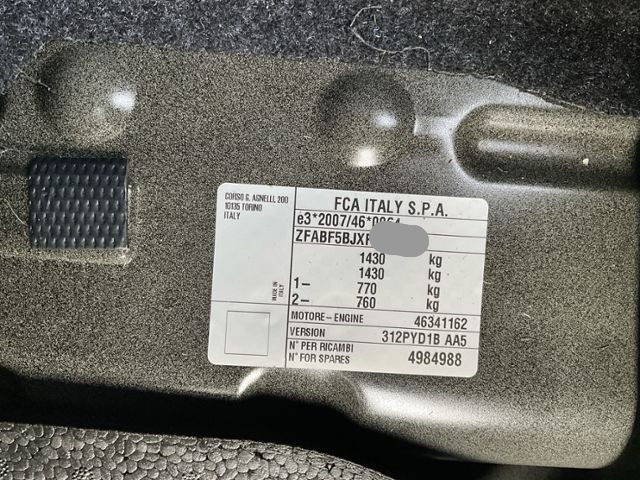 CORSO G. AGNELLI, 200
10135 TORINO
ITALY
MADE IN
ITALY
FCA ITALY S.P.A.
e3*2007/46*0064
ZFABF5BJX
1430 kg
1430 kg
1- 770 kg
2- 760 kg
MOTORE-ENGINE 46341162
VERSION 312PYD1B AA5
N° PER RICAMBI
N° FOR SPARES 4984988